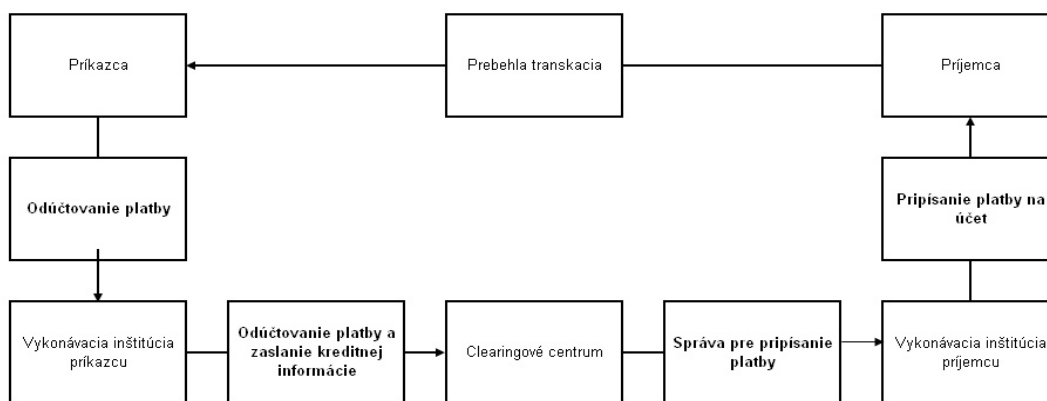 Príkazca
Prebehla transkacia
Príjemca
Odúčtovanie platby
Pripísanie platby na
účet
Vykonávacia inštitúcia
príkazcu
Odúčtovanie platby a
zaslanie kreditnej
informácie
Clearingové centrum
Správa pre pripísanie
platby
Vykonávacia inštitúcia
príjemcu